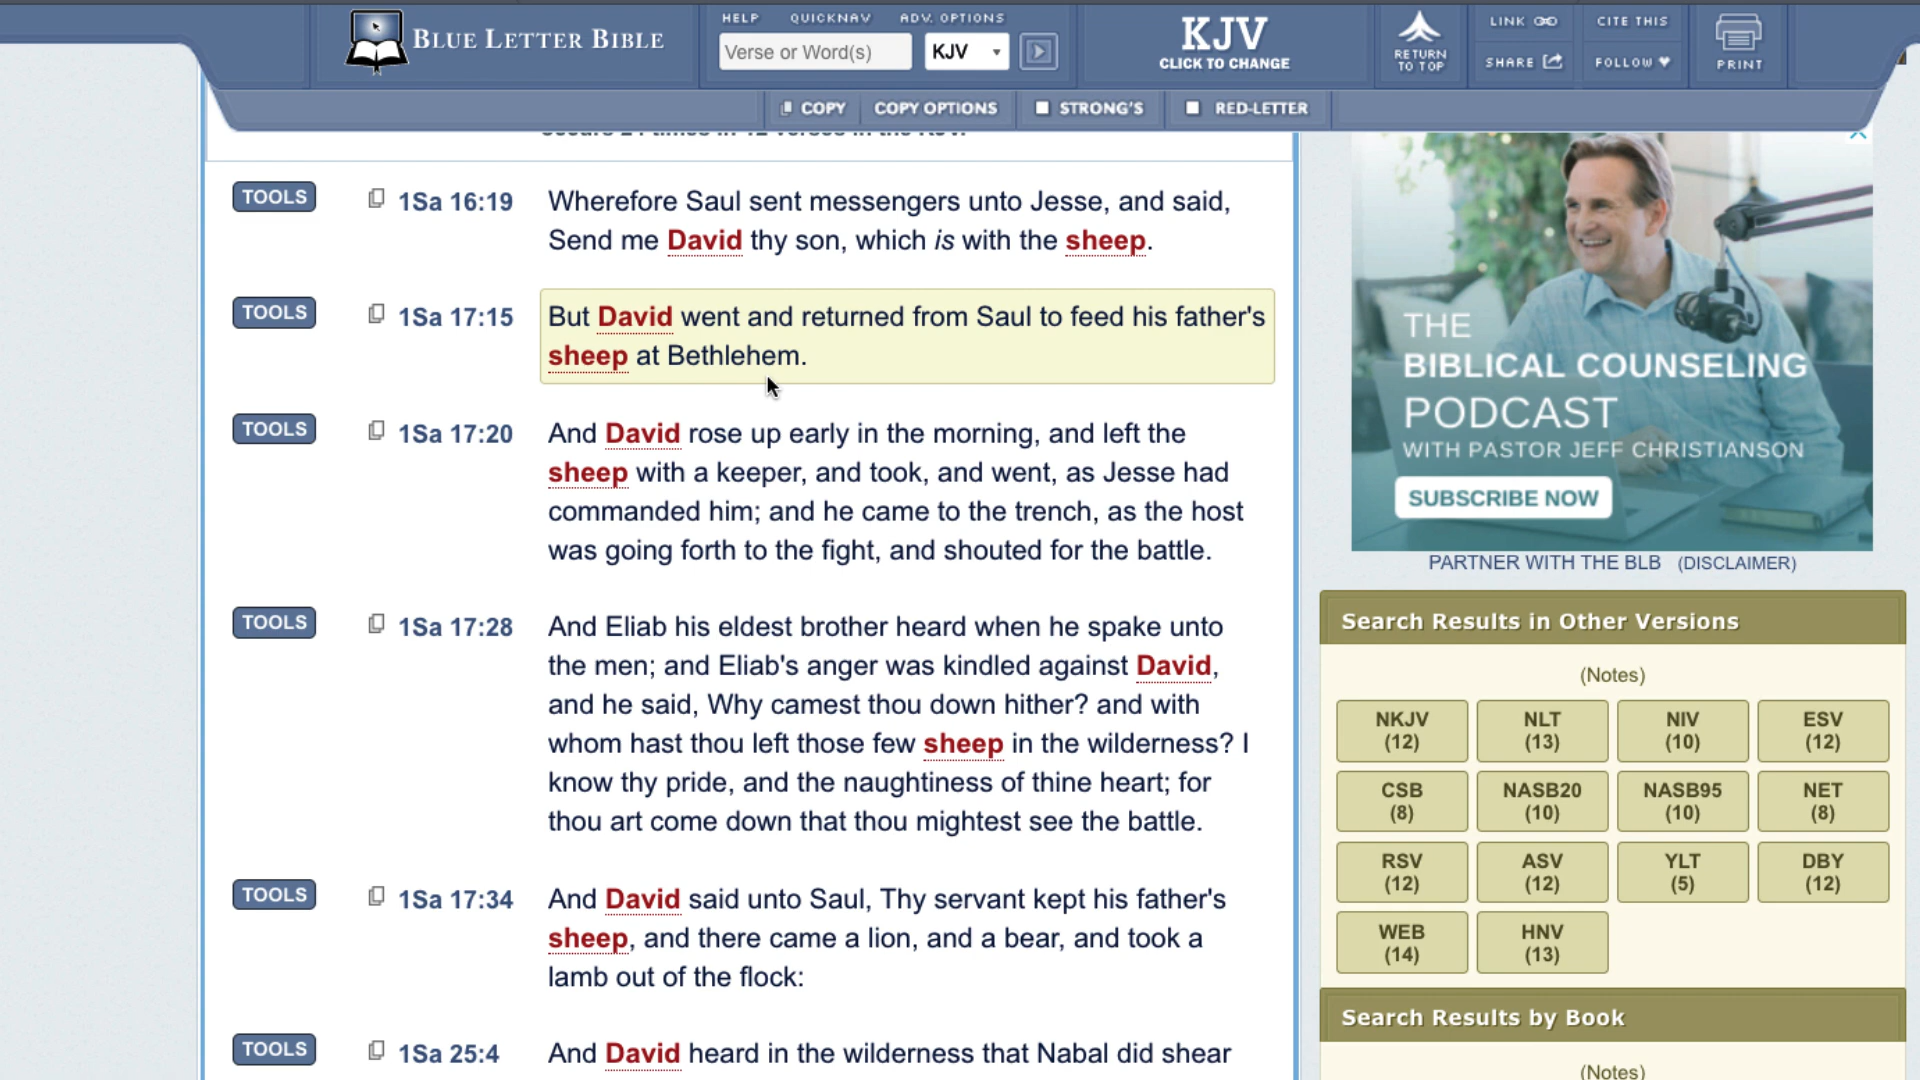 BLUE LETTER BIBLE
HELP QUICKNAV ADV. OPTIONS
Verse or Word(s) KJV
KJV
CLICK TO CHANGE
RETURN
TO TOP
LINK CITE THIS
SHARE FOLLOW
PRINT
COPY COPY OPTIONS STRONG'S RED-LETTER
TOOLS 1Sa 16:19 Wherefore Saul sent messengers unto Jesse, and said,
Send me David thy son, which is with the sheep.
TOOLS 1Sa 17:15 But David went and returned from Saul to feed his father's
sheep at Bethlehem.
TOOLS 1Sa 17:20 And David rose up early in the morning, and left the
sheep with a keeper, and took, and went, as Jesse had
commanded him; and he came to the trench, as the host
was going forth to the fight, and shouted for the battle.
TOOLS 1Sa 17:28 And Eliab his eldest brother heard when he spake unto
the men; and Eliab's anger was kindled against David,
and he said, Why camest thou down hither? and with
whom hast thou left those few sheep in the wilderness? I
know thy pride, and the naughtiness of thine heart; for
thou art come down that thou mightest see the battle.
TOOLS 1Sa 17:34 And David said unto Saul, Thy servant kept his father's
sheep, and there came a lion, and a bear, and took a
lamb out of the flock:
TOOLS 1Sa 25:4 And David heard in the wilderness that Nabal did shear
THE
BIBLICAL COUNSELING
PODCAST
WITH PASTOR JEFF CHRISTIANSON
SUBSCRIBE NOW
PARTNER WITH THE BLB (DISCLAIMER)
Search Results in Other Versions
(Notes)
NKJV NLT NIV ESV
(12) (13) (10) (12)
CSB NASB20 NASB95 NET
(8) (10) (10) (8)
RSV ASV YLT DBY
(12) (12) (5) (12)
WEB HNV
(14) (13)
Search Results by Book
(Notes)